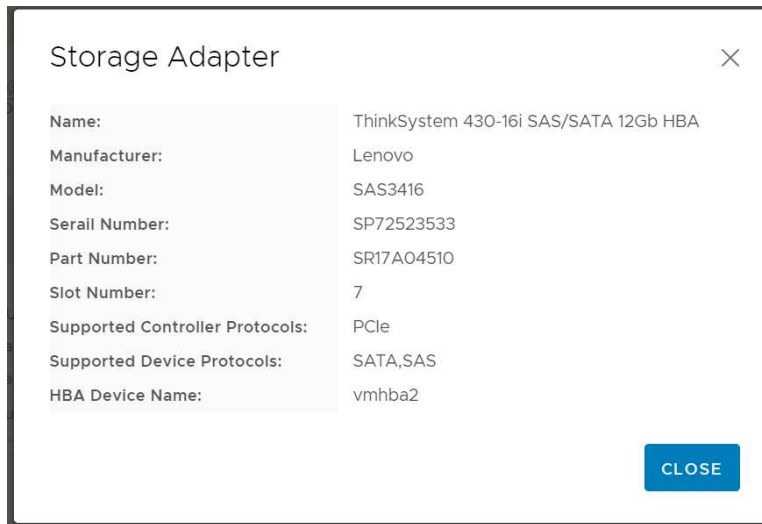 Storage Adapter
Name: ThinkSystem 430-16i SAS/SATA 12Gb HBA
Manufacturer: Lenovo
Model: SAS3416
Serail Number: SP72523533
Part Number: SR17A04510
Slot Number: 7
Supported Controller Protocols: PCIe
Supported Device Protocols: SATA,SAS
HBA Device Name: vmhba2
CLOSE